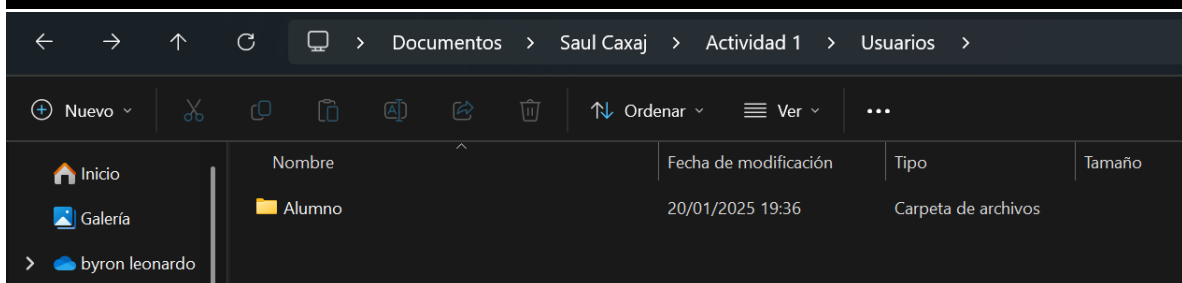 Documentos > Saul Caxaj > Actividad 1 > Usuarios >
Nuevo Ordenar Ver ...
Nombre Fecha de modificación Tipo Tamaño
Inicio
Alumno 20/01/2025 19:36 Carpeta de archivos
Galería
byron leonardo